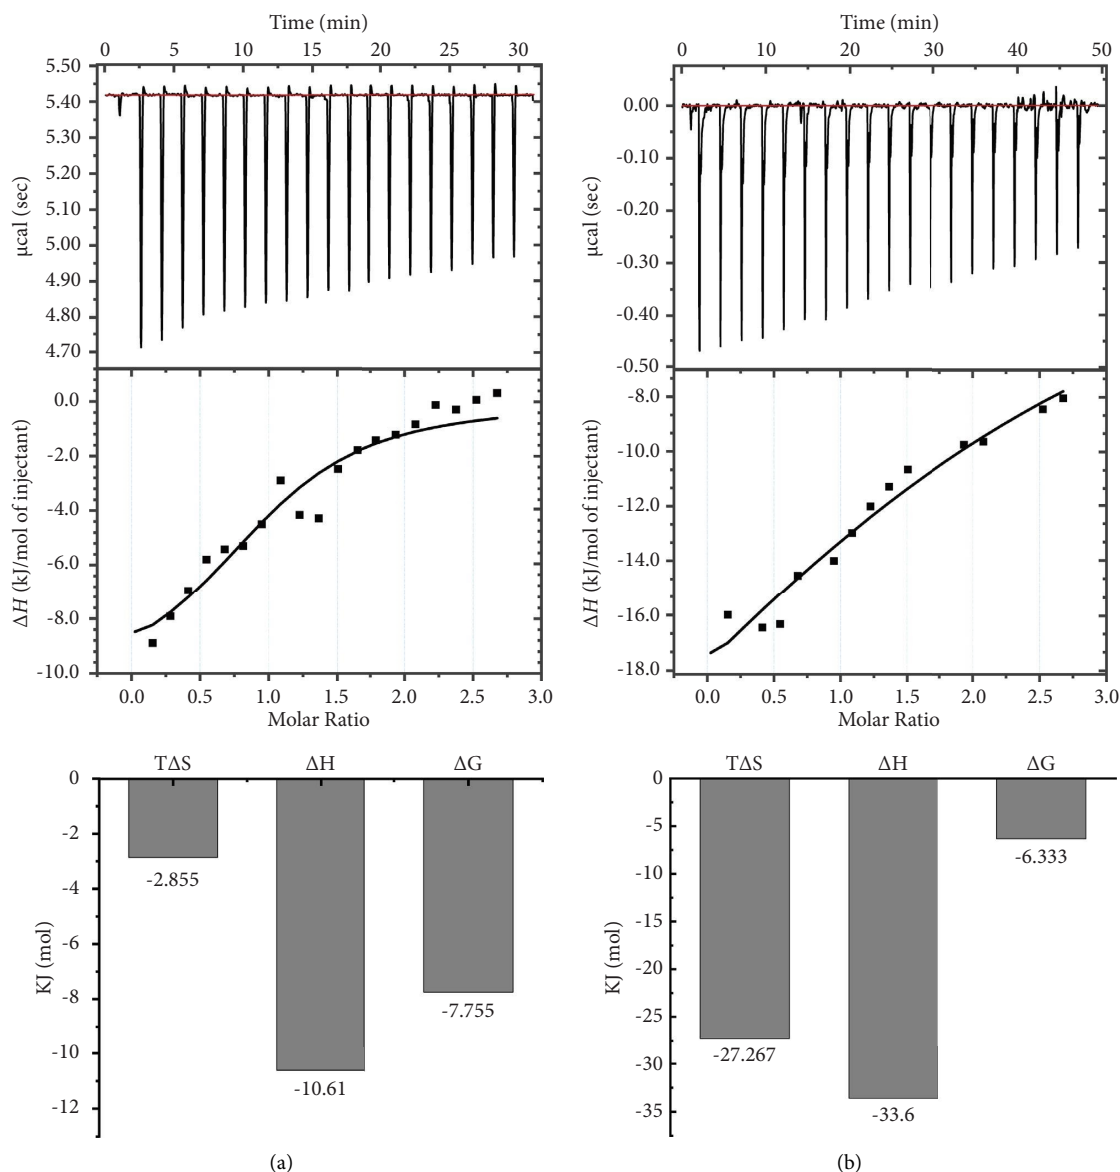 Time (min)
0 5 10 15 20 25 30
5.50
5.40
5.30
5.20
5.10
5.00
4.90
4.80
4.70
μcal (sec)
0.0
-2.0
-4.0
-6.0
-8.0
-10.0
ΔH (kJ/mol of injectant)
0.0 0.5 1.0 1.5 2.0 2.5 3.0
Molar Ratio
Time (min)
0 10 20 30 40 50
0.00
-0.10
-0.20
-0.30
-0.40
-0.50
μcal (sec)
-8.0
-10.0
-12.0
-14.0
-16.0
-18.0
ΔH (kJ/mol of injectant)
0.0 0.5 1.0 1.5 2.0 2.5 3.0
Molar Ratio
TΔS ΔH ΔG
0
-2
-4
-6
-8
-10
-12
KJ (mol)
-2.855
-10.61
-7.755
(a)
TΔS ΔH ΔG
0
-5
-10
-15
-20
-25
-30
-35
KJ (mol)
-27.267
-33.6
-6.333
(b)